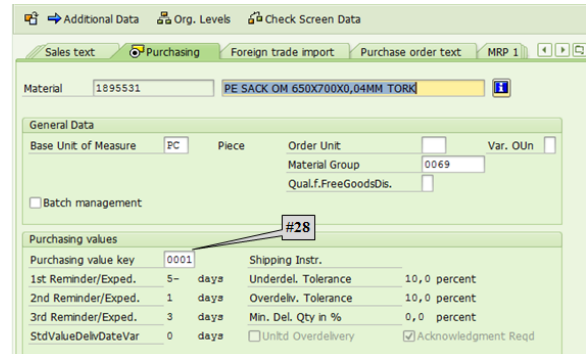 Additional Data Org. Levels Check Screen Data
Sales text Purchasing Foreign trade import Purchase order text MRP 1
Material 1895531 PE SACK OM 650X700X0,04MM TORK
General Data
Base Unit of Measure PC Piece Order Unit Var. OUn
Material Group 0069
Qual.f.FreeGoodsDis.
Batch management
#28
Purchasing values
Purchasing value key 0001 Shipping Instr.
1st Reminder/Exped. 5- days Underdel. Tolerance 10,0 percent
2nd Reminder/Exped. 1 days Overdeliv. Tolerance 10,0 percent
3rd Reminder/Exped. 3 days Min. Del. Qty in % 0,0 percent
StdValueDelivDateVar 0 days Unltd Overdelivery Acknowledgment Reqd